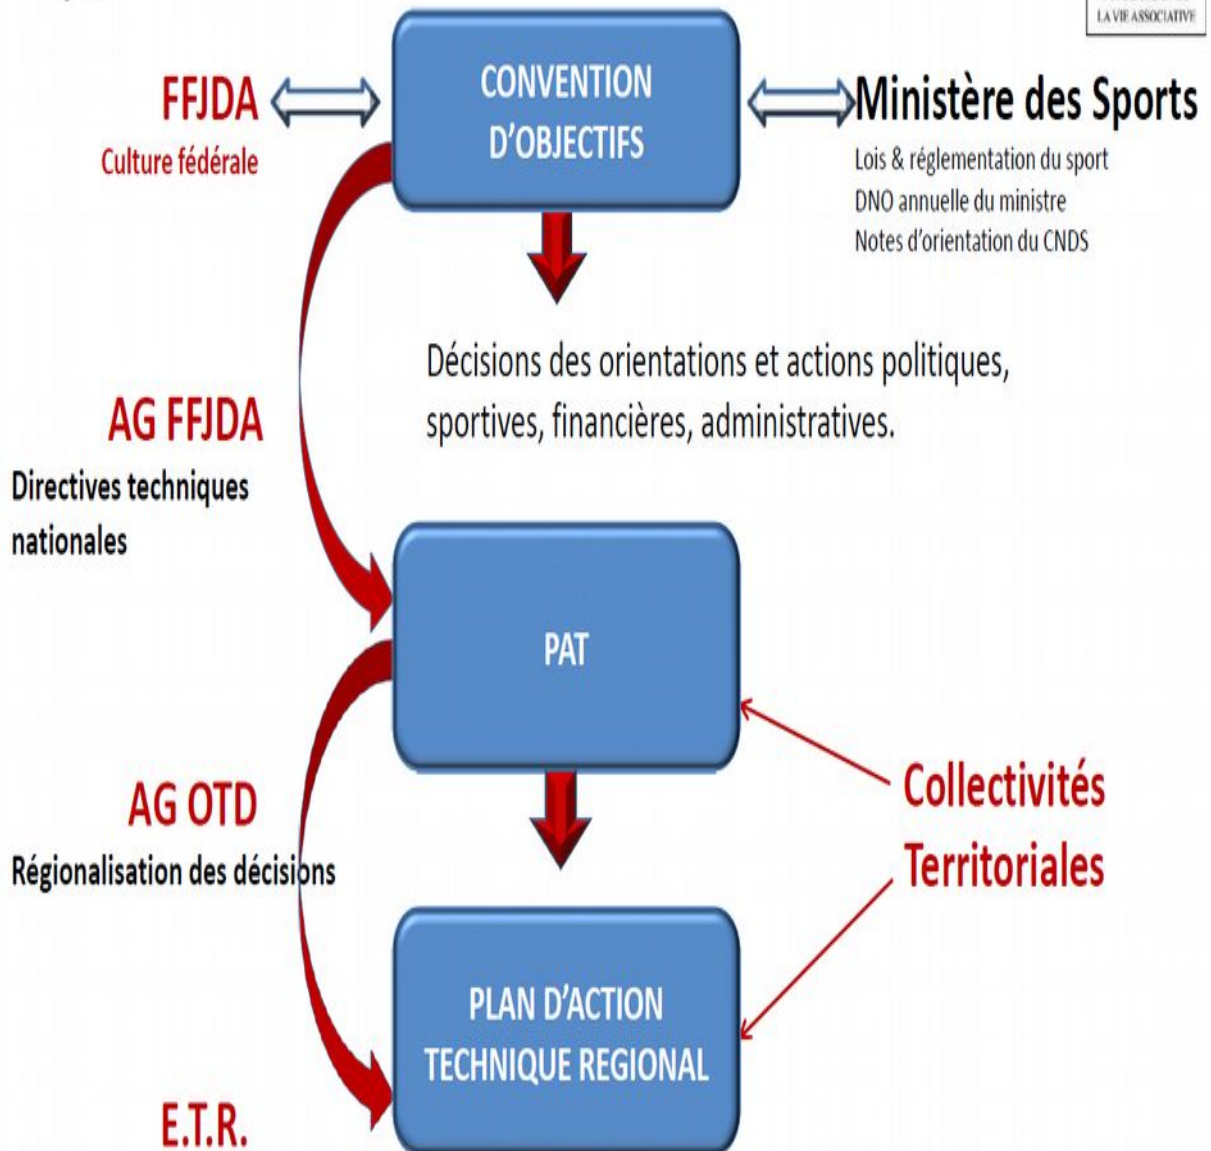 LA VIE ASSOCIATIVE
FFJDA
Culture fédérale
CONVENTION
D'OBJECTIFS
Ministère des Sports
Lois & réglementation du sport
DNO annuelle du ministre
Notes d'orientation du CNDS
Décisions des orientations et actions politiques,
sportives, financières, administratives.
AG FFJDA
Directives techniques
nationales
PAT
AG OTD
Régionalisation des décisions
Collectivités
Territoriales
PLAN D'ACTION
TECHNIQUE REGIONAL
E.T.R.